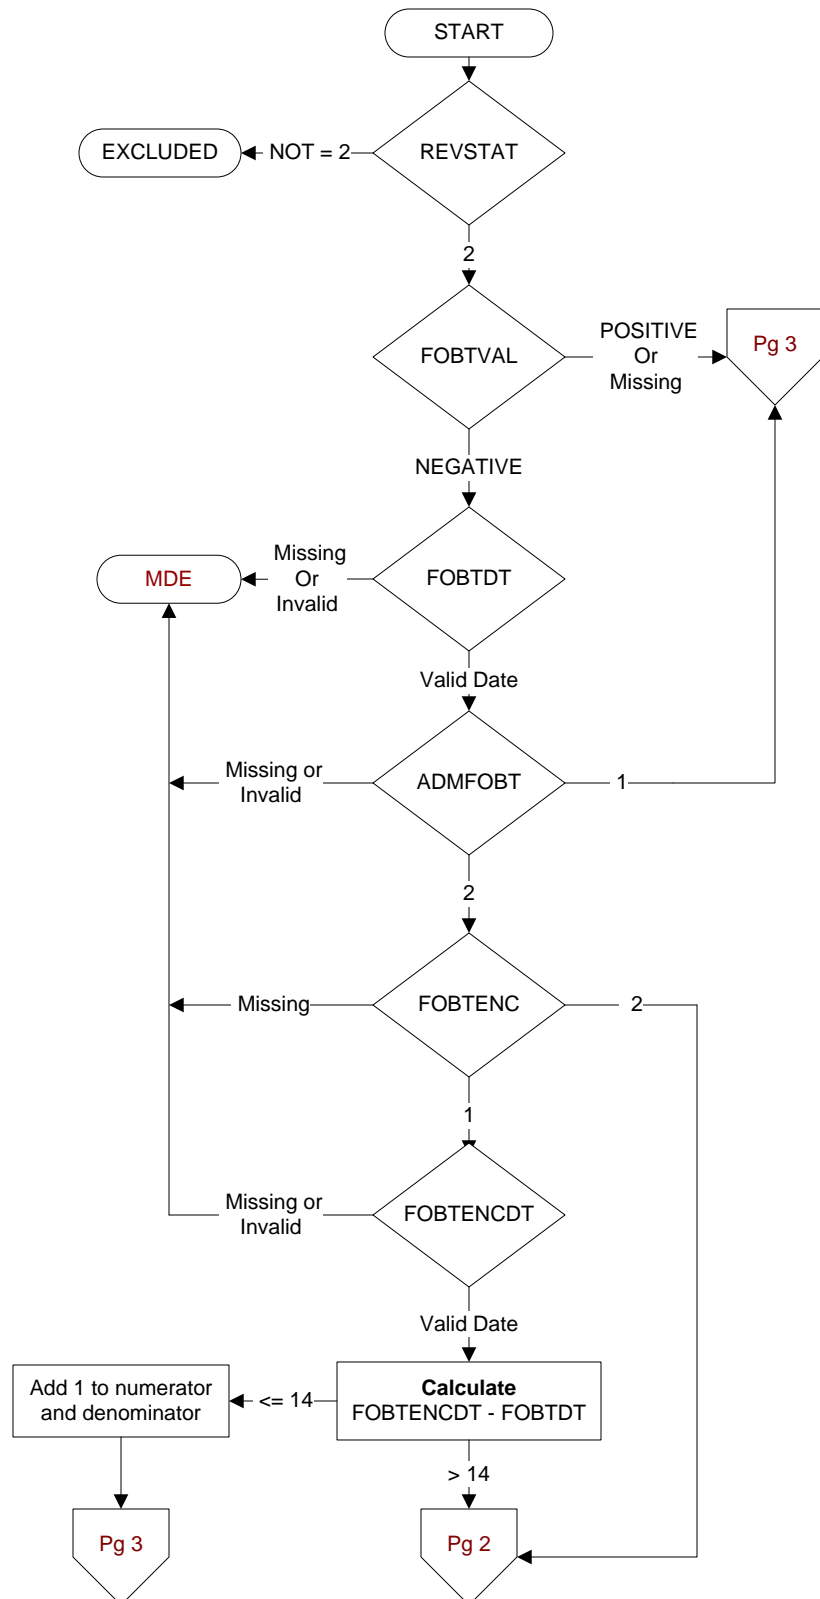 START
EXCLUDED
NOT = 2
REVSTAT
2
FOBTVAL
POSITIVE
Or
Missing
Pg 3
NEGATIVE
MDE
Missing
Or
Invalid
FOBTDT
Valid Date
Missing or
Invalid
ADMFOBT
1
2
Missing
FOBTENC
2
1
Missing or
Invalid
FOBTENCDT
Valid Date
Add 1 to numerator
and denominator
<= 14
Calculate
FOBTENCDT - FOBTDT
> 14
Pg 3
Pg 2